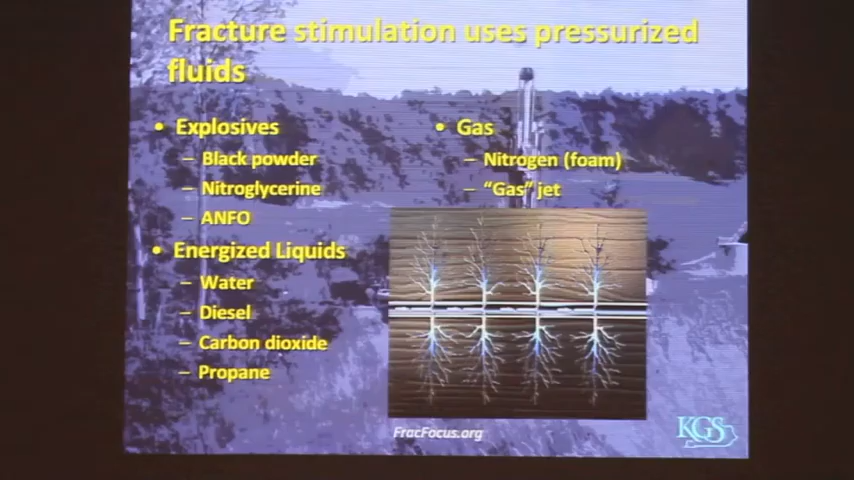 Fracture stimulation uses pressurized
fluids
• Explosives
– Black powder
– Nitroglycerine
– ANFO
• Energized Liquids
– Water
– Diesel
– Carbon dioxide
– Propane
• Gas
– Nitrogen (foam)
– “Gas” jet
FracFocus.org
KGS